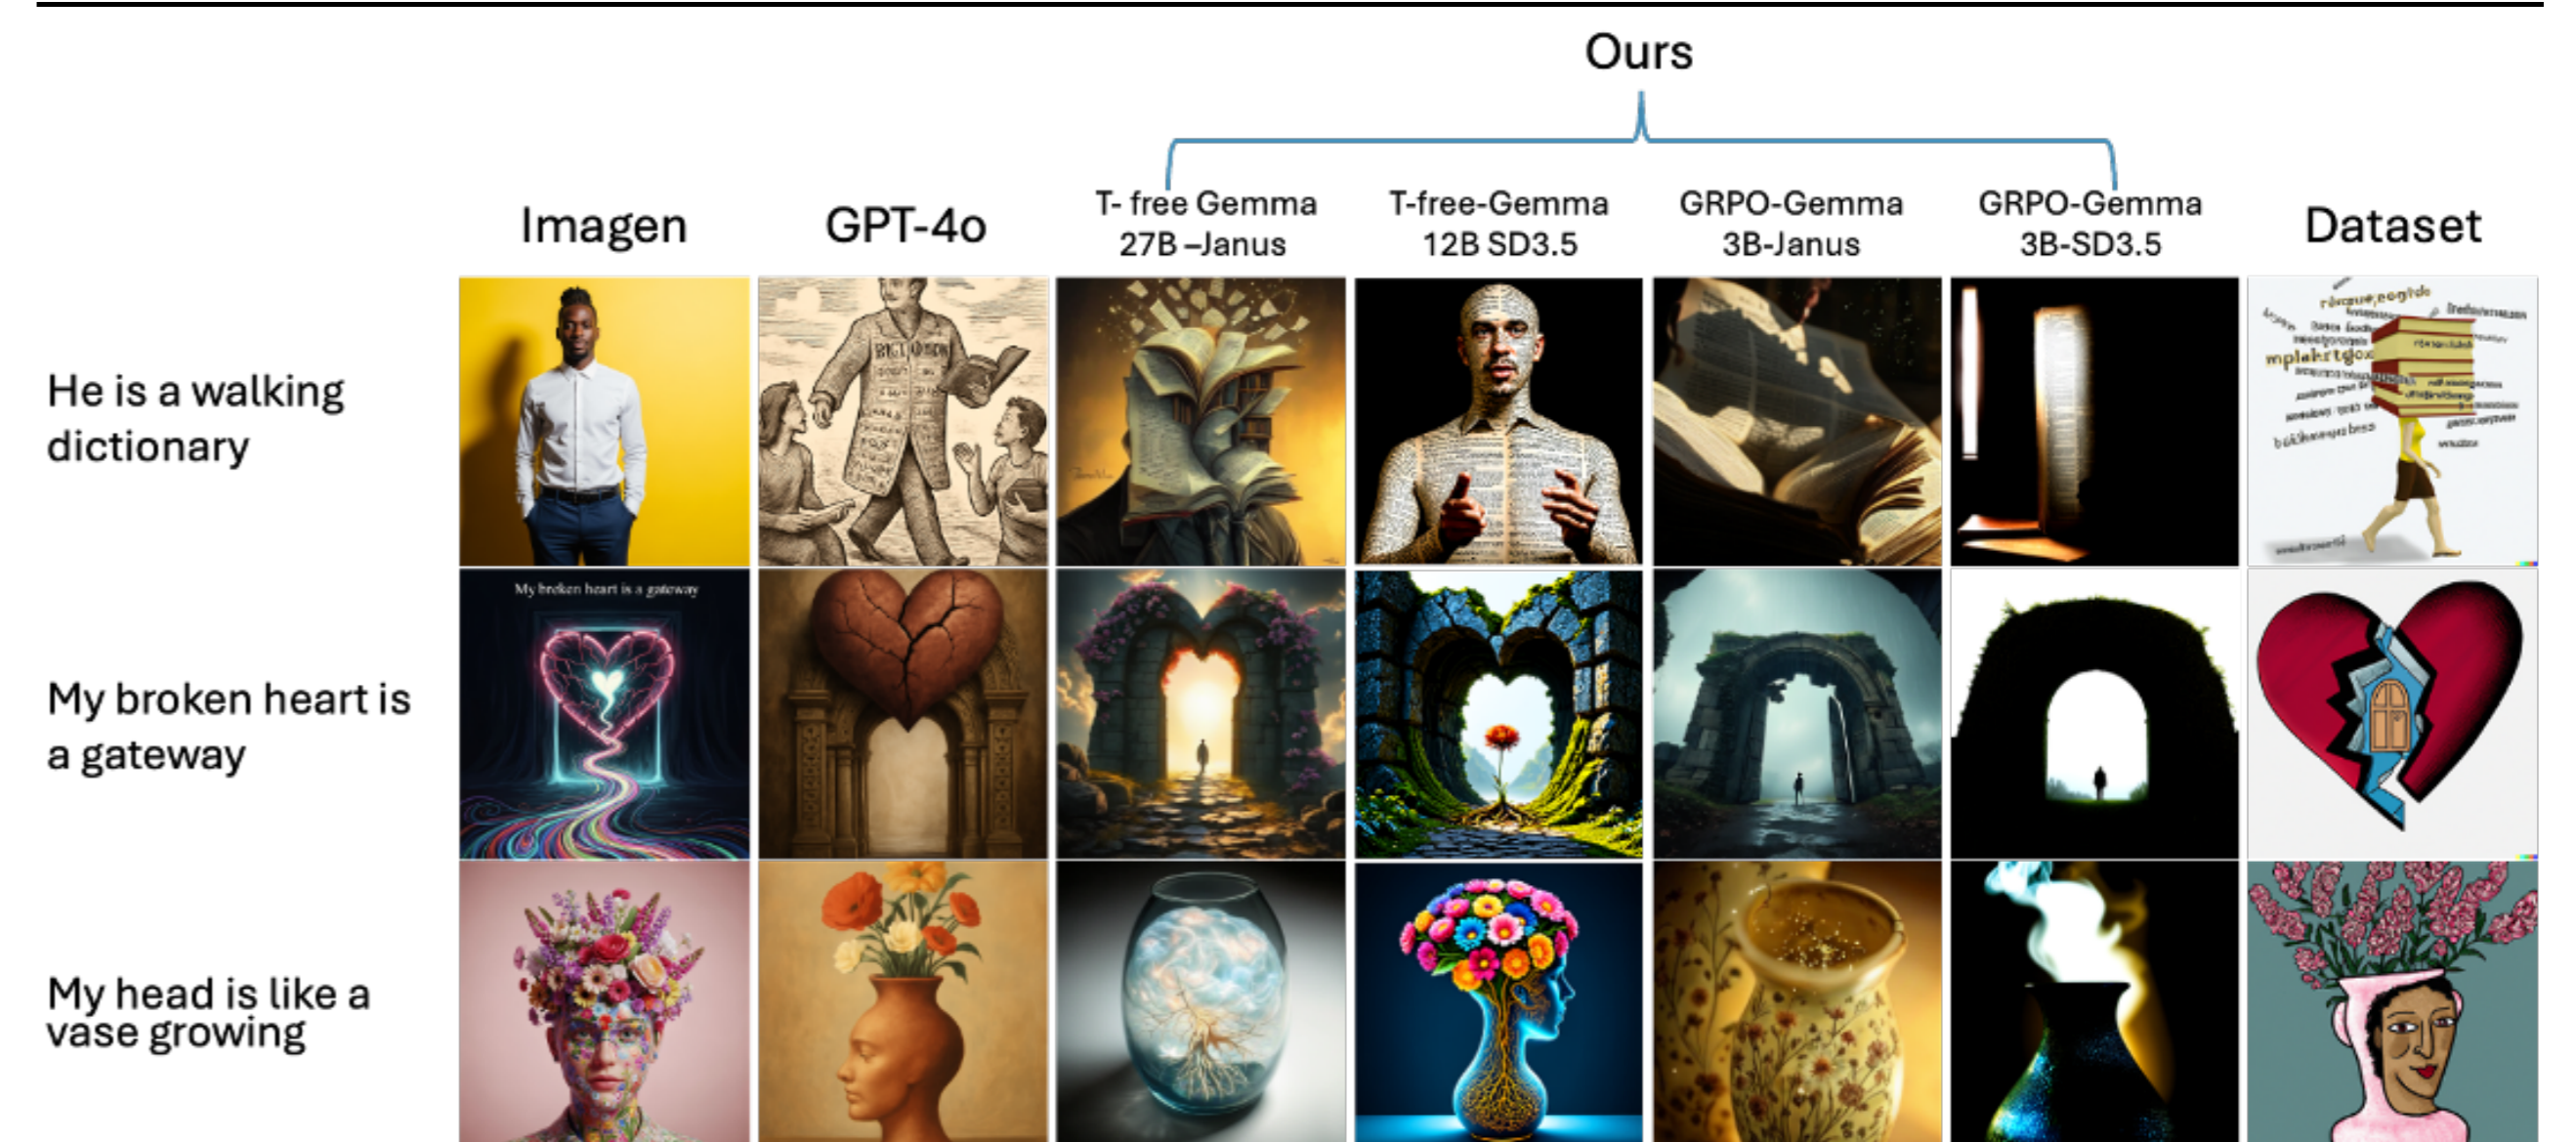 Ours
Imagen
GPT-4o
T- free Gemma
27B –Janus
T-free-Gemma
12B SD3.5
GRPO-Gemma
3B-Janus
GRPO-Gemma
3B-SD3.5
Dataset
He is a walking
dictionary
My broken heart is
a gateway
My broken heart is a gateway
My head is like a
vase growing